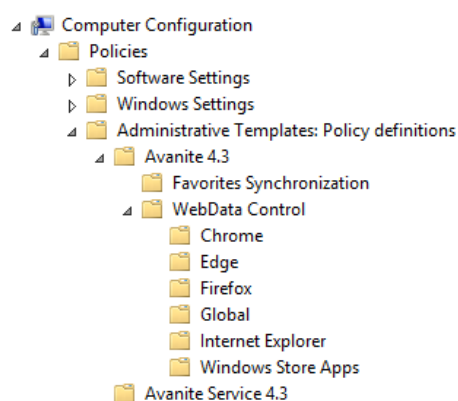 Computer Configuration
Policies
Software Settings
Windows Settings
Administrative Templates: Policy definitions
Avanite 4.3
Favorites Synchronization
WebData Control
Chrome
Edge
Firefox
Global
Internet Explorer
Windows Store Apps
Avanite Service 4.3